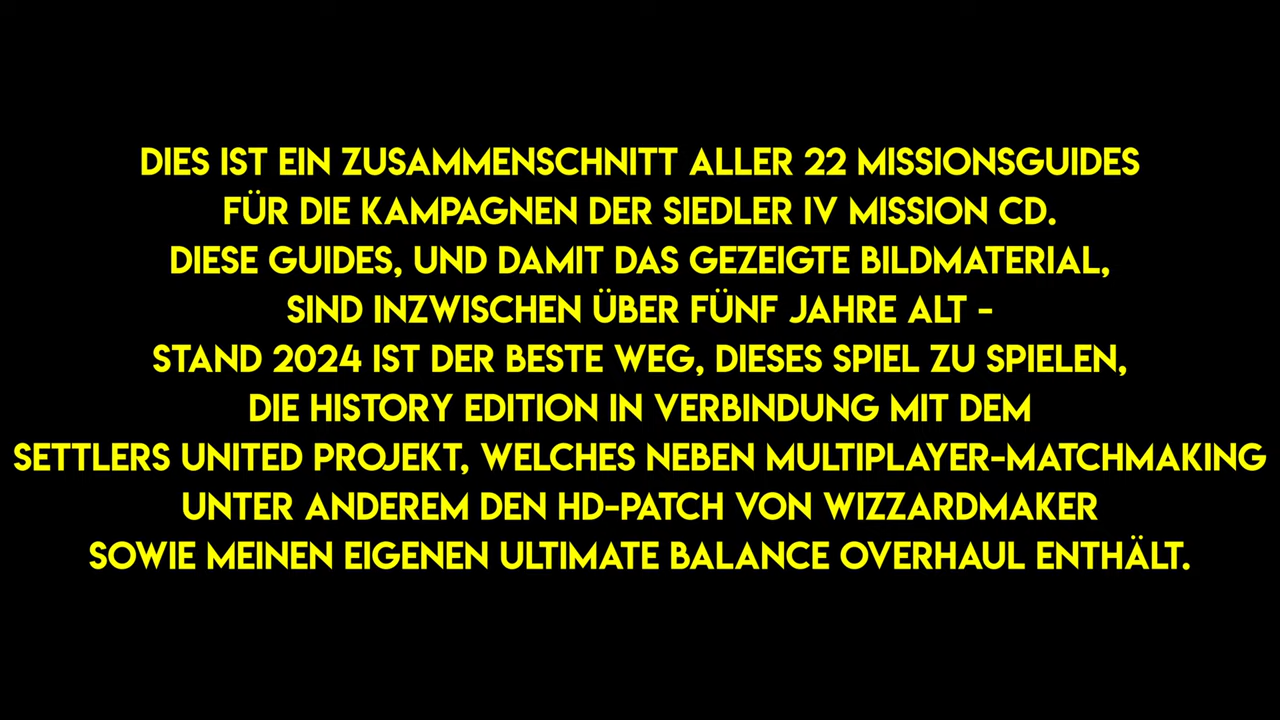 DIES IST EIN ZUSAMMENSCHNITT ALLER 22 MISSIONSGUIDES
FÜR DIE KAMPAGNEN DER SIEDLER IV MISSION CD.
DIESE GUIDES, UND DAMIT DAS GEZEIGTE BILDMATERIAL,
SIND INZWISCHEN ÜBER FÜNF JAHRE ALT -
STAND 2024 IST DER BESTE WEG, DIESES SPIEL ZU SPIELEN,
DIE HISTORY EDITION IN VERBINDUNG MIT DEM
SETTLERS UNITED PROJEKT, WELCHES NEBEN MULTIPLAYER-MATCHMAKING
UNTER ANDEREM DEN HD-PATCH VON WIZZARDMAKER
SOWIE MEINEN EIGENEN ULTIMATE BALANCE OVERHAUL ENTHÄLT.